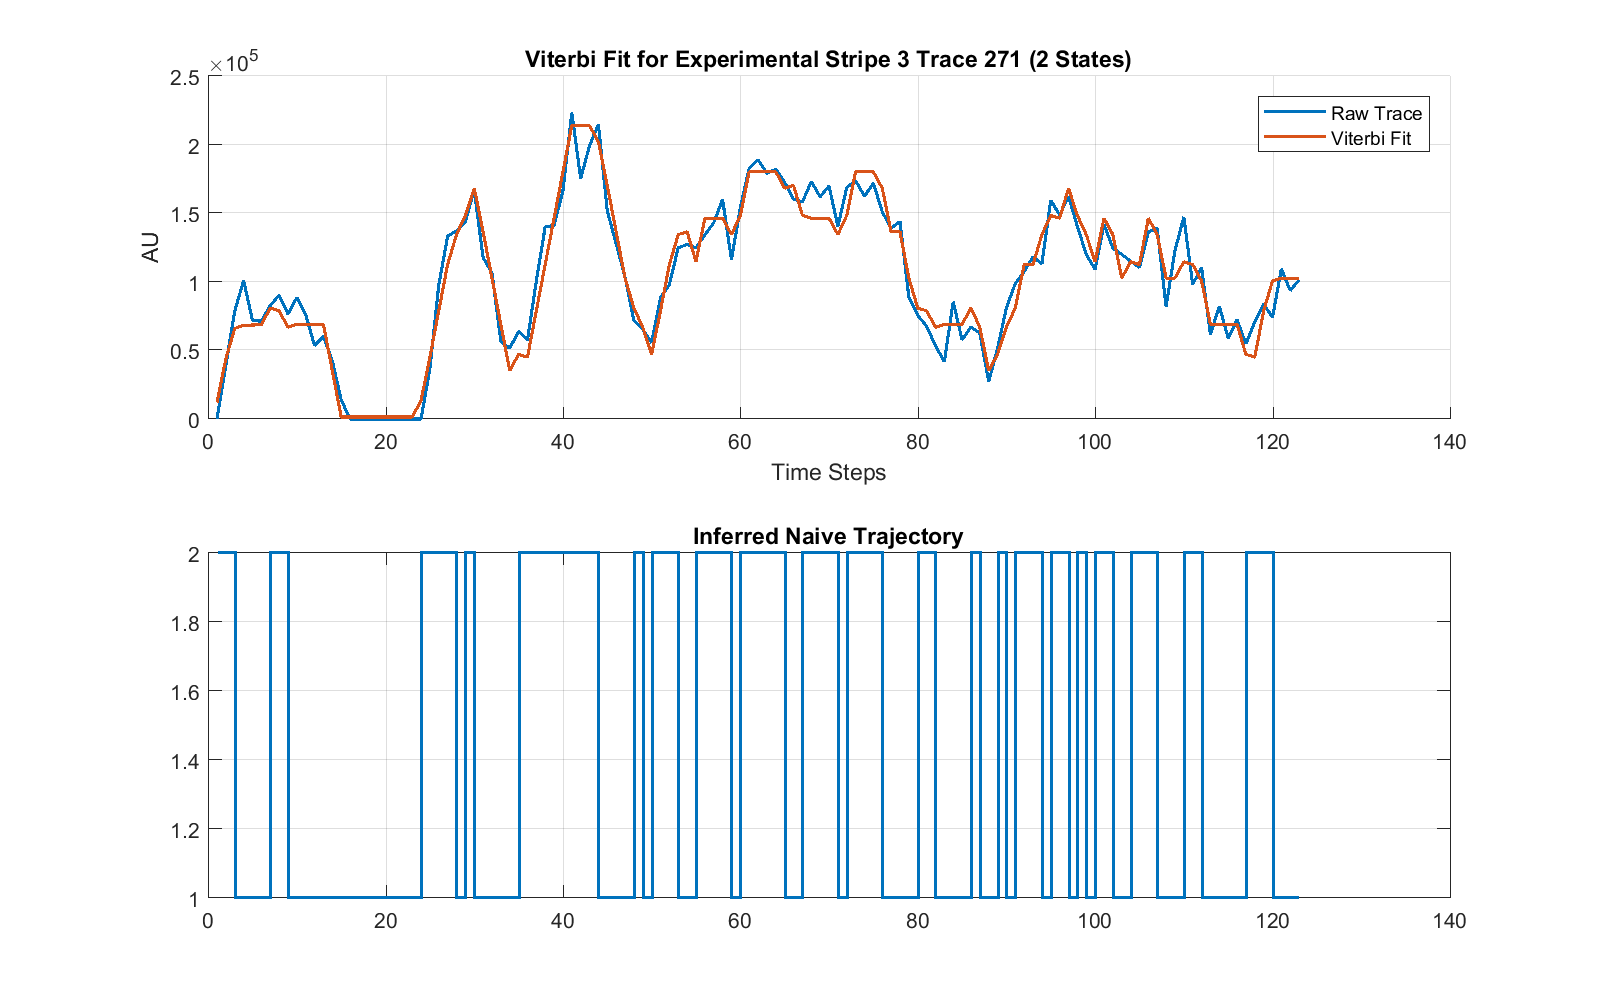 Viterbi Fit for Experimental Stripe 3 Trace 271 (2 States)
×10^5
2.5
2
1.5
1
0.5
0
AU
Raw Trace
Viterbi Fit
0 20 40 60 80 100 120 140
Time Steps
Inferred Naive Trajectory
2
1.8
1.6
1.4
1.2
1
0 20 40 60 80 100 120 140